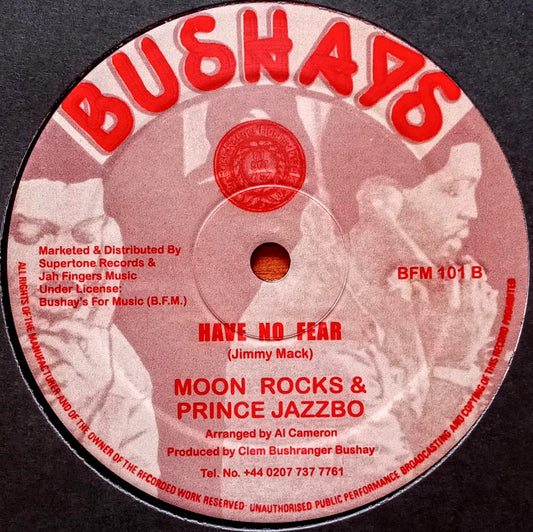 BUSHAYS
Marketed & Distributed By
Supertone Records &
Jah Fingers Music
Under License:
Bushay's For Music (B.F.M.)
BFM 101 B
HAVE NO FEAR
(Jimmy Mack)
MOON ROCKS &
PRINCE JAZZBO
Arranged by Al Cameron
Produced by Clem Bushranger Bushay
Tel. No. +44 0207 737 7761
ALL RIGHTS OF THE MANUFACTURER AND OF THE OWNER OF THE RECORDED WORK RESERVED UNAUTHORISED PUBLIC PERFORMANCE BROADCASTING AND COPYING OF THIS RECORD PROHIBITED